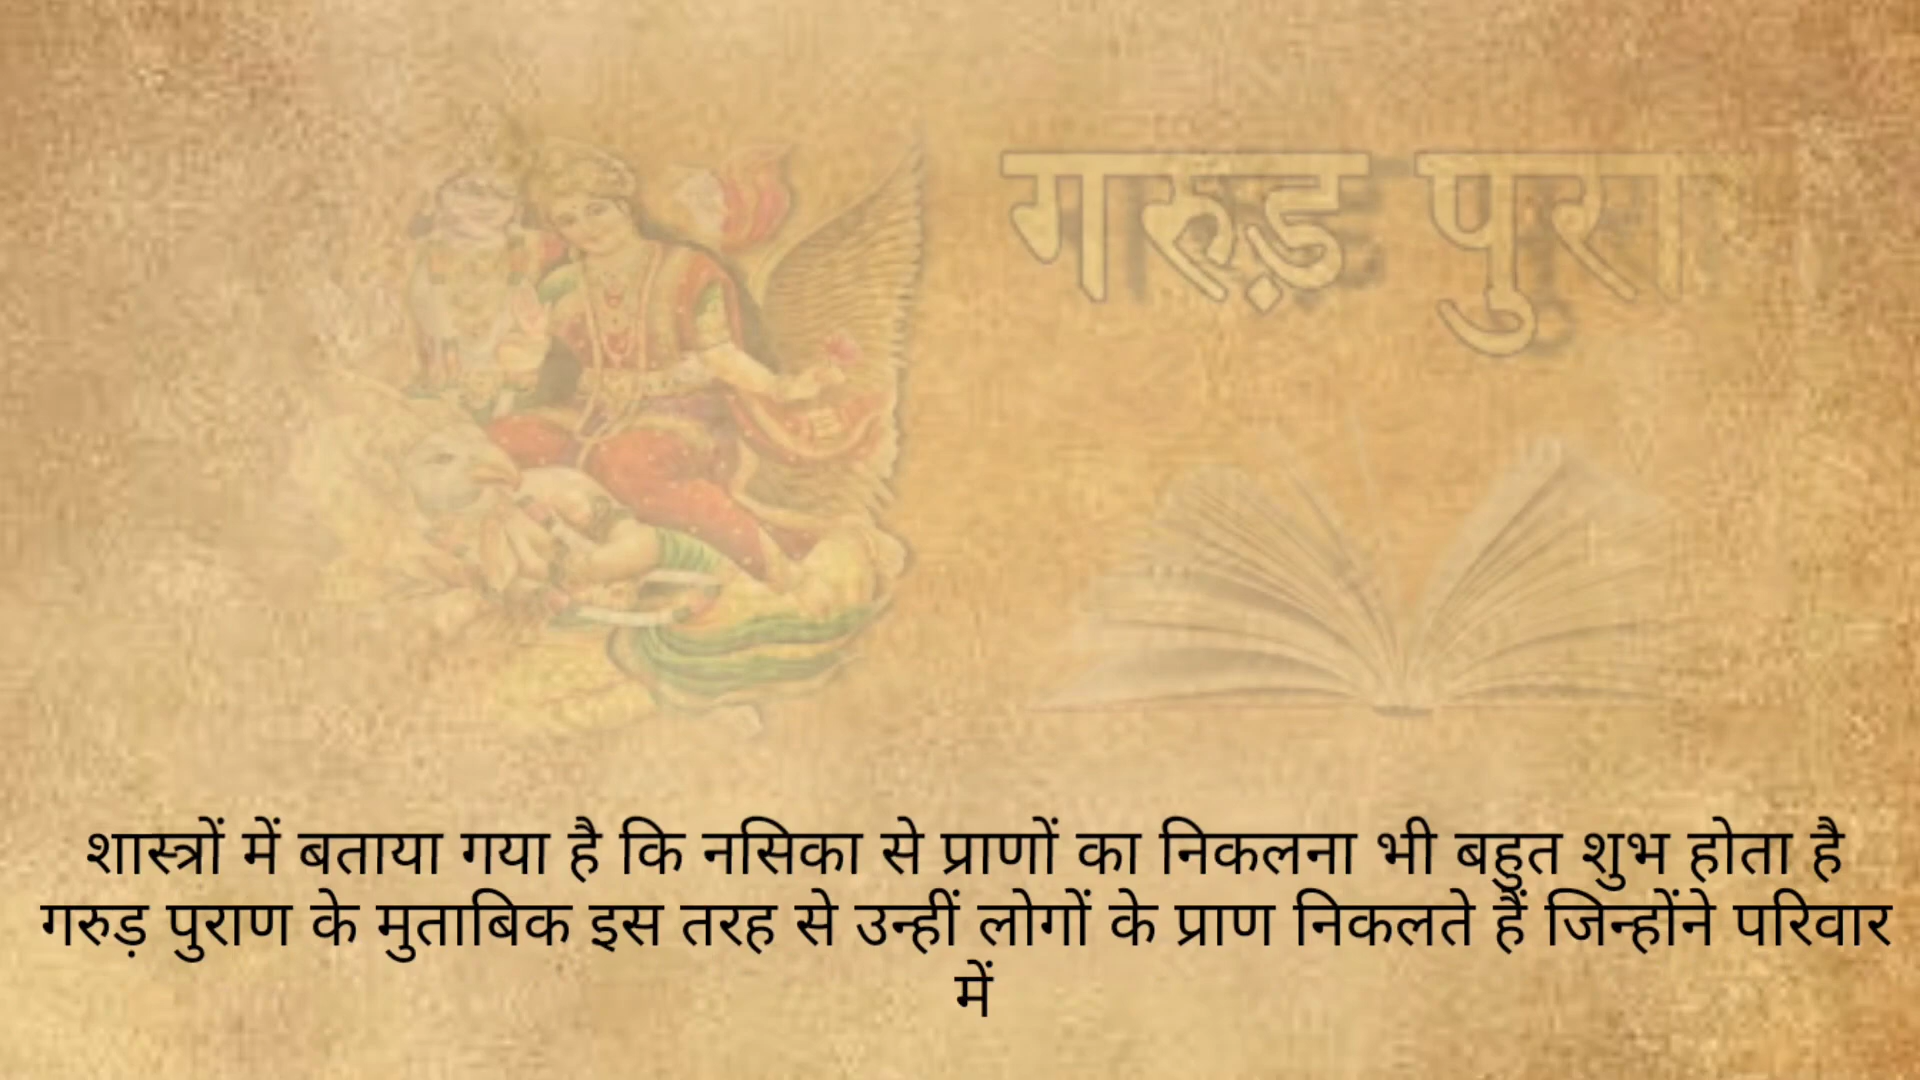 गरुड़ पुरा
शास्त्रों में बताया गया है कि नसिका से प्राणों का निकलना भी बहुत शुभ होता है
गरुड़ पुराण के मुताबिक इस तरह से उन्हीं लोगों के प्राण निकलते हैं जिन्होंने परिवार
में